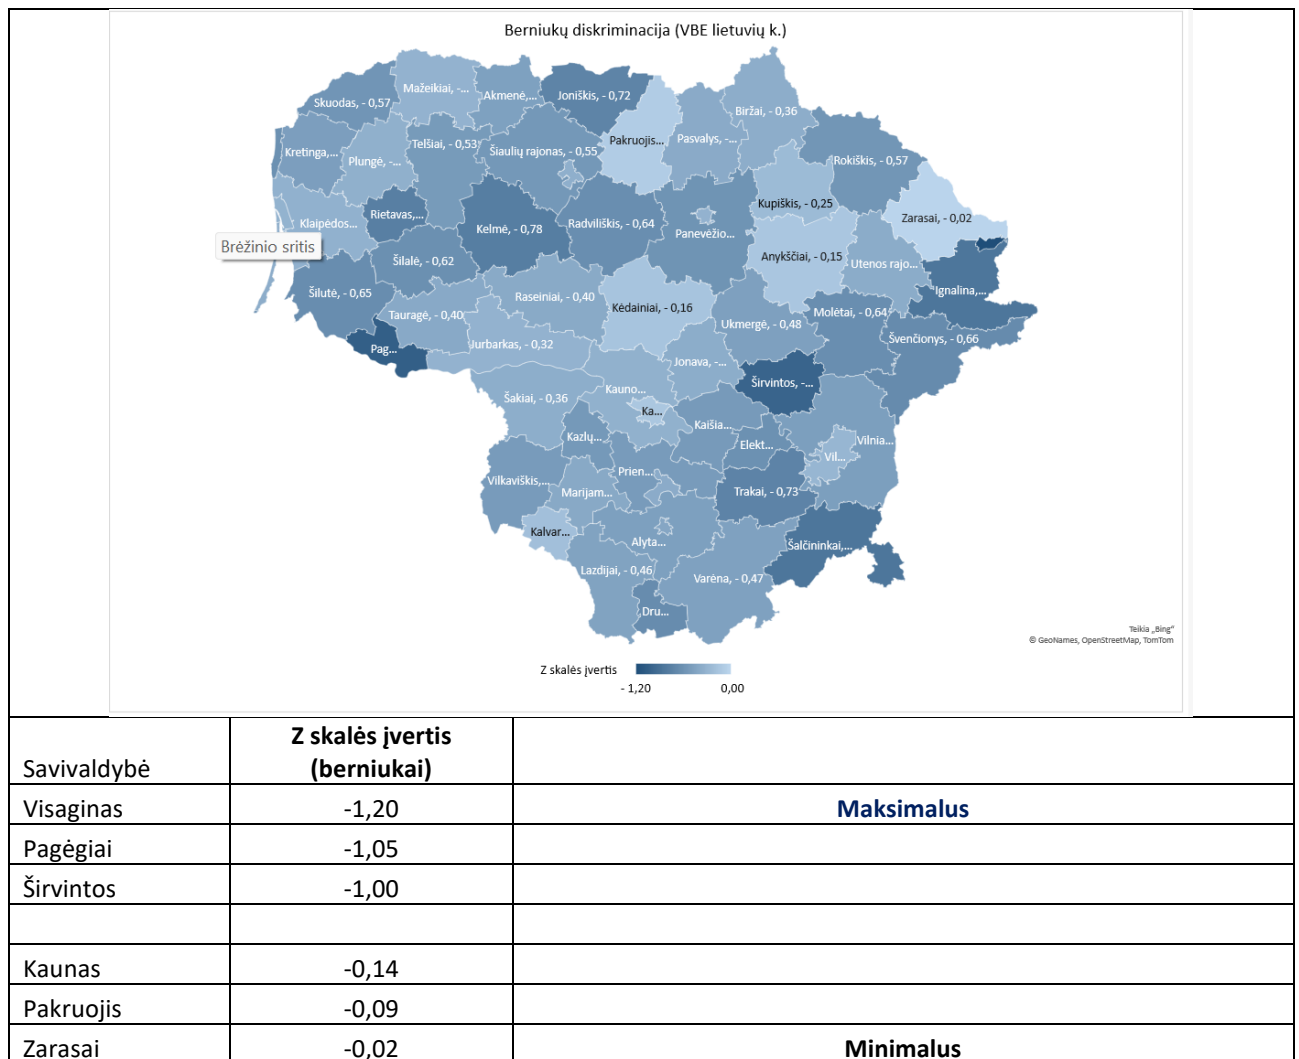 Berniukų diskriminacija (VBE lietuvių k.)
Skuodas, - 0,57
Mažeikiai, -...
Akmenė,...
Joniškis, - 0,72
Biržai, - 0,36
Kretinga,...
Plungė, -...
Telšiai, - 0,53
Šiaulių rajonas, - 0,55
Pakruojis...
Pasvalys, -...
Rokiškis, - 0,57
Klaipėdos...
Rietavas,...
Kelmė, - 0,78
Radviliškis, - 0,64
Panevėžio...
Kupiškis, - 0,25
Zarasai, - 0,02
Brėžinio sritis
Šilalė, - 0,62
Anykščiai, - 0,15
Utenos rajo...
Ignalina,...
Šilutė, - 0,65
Raseiniai, - 0,40
Kėdainiai, - 0,16
Tauragė, - 0,40
Ukmergė, - 0,48
Molėtai, - 0,64
Švenčionys, - 0,66
Pag...
Jurbarkas, - 0,32
Jonava, -...
Širvintos, -...
Šakiai, - 0,36
Kauno...
Ka...
Kaišia...
Kazlų...
Elekt...
Vilnia...
Vil...
Vilkaviškis,...
Prien...
Marijam...
Trakai, - 0,73
Kalvar...
Alyta...
Šalčininkai,...
Lazdijai, - 0,46
Varėna, - 0,47
Dru...
Teikia „Bing“
© GeoNames, OpenStreetMap, TomTom
Z skalės įvertis
- 1,20 0,00
Savivaldybė Z skalės įvertis
(berniukai)
Visaginas -1,20 Maksimalus
Pagėgiai -1,05
Širvintos -1,00
Kaunas -0,14
Pakruojis -0,09
Zarasai -0,02 Minimalus